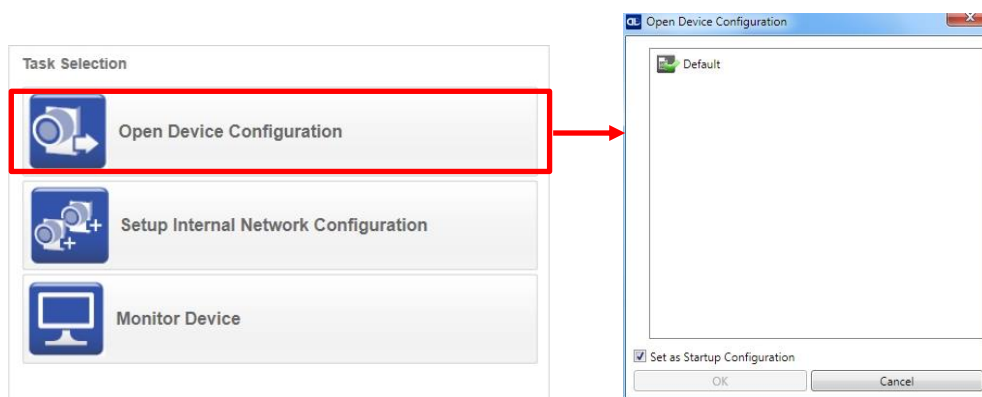 Task Selection
Open Device Configuration
Setup Internal Network Configuration
Monitor Device
Open Device Configuration
Default
Set as Startup Configuration
OK
Cancel